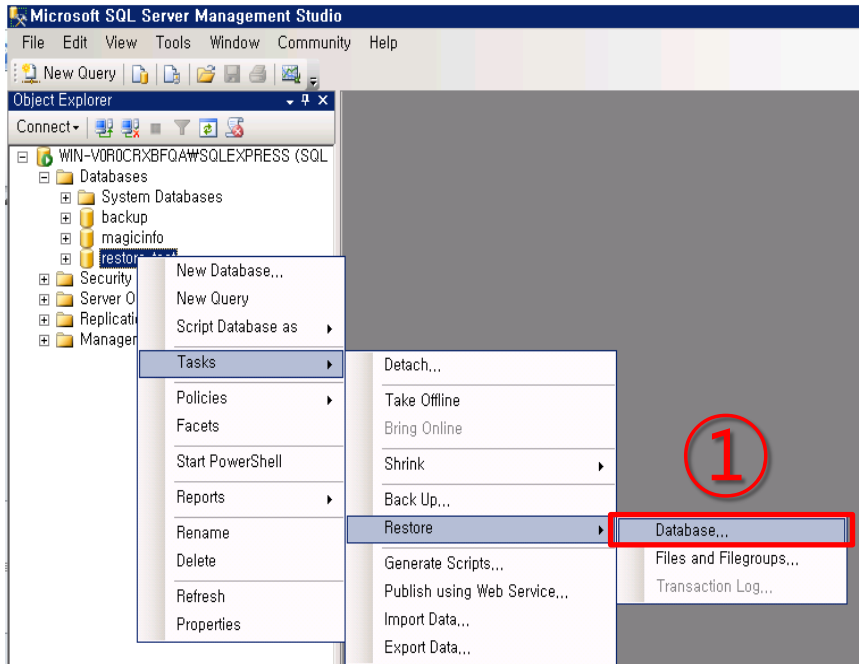 Microsoft SQL Server Management Studio
File Edit View Tools Window Community Help
New Query
Object Explorer
Connect
WIN-V0R0CRXBFQA₩SQLEXPRESS (SQL
Databases
System Databases
backup
magicinfo
restore_test
Security
Server O
Replicati
Manager
New Database...
New Query
Script Database as
Tasks
Policies
Facets
Start PowerShell
Reports
Rename
Delete
Refresh
Properties
Detach...
Take Offline
Bring Online
Shrink
Back Up...
Restore
Generate Scripts...
Publish using Web Service...
Import Data...
Export Data...
①
Database...
Files and Filegroups...
Transaction Log...